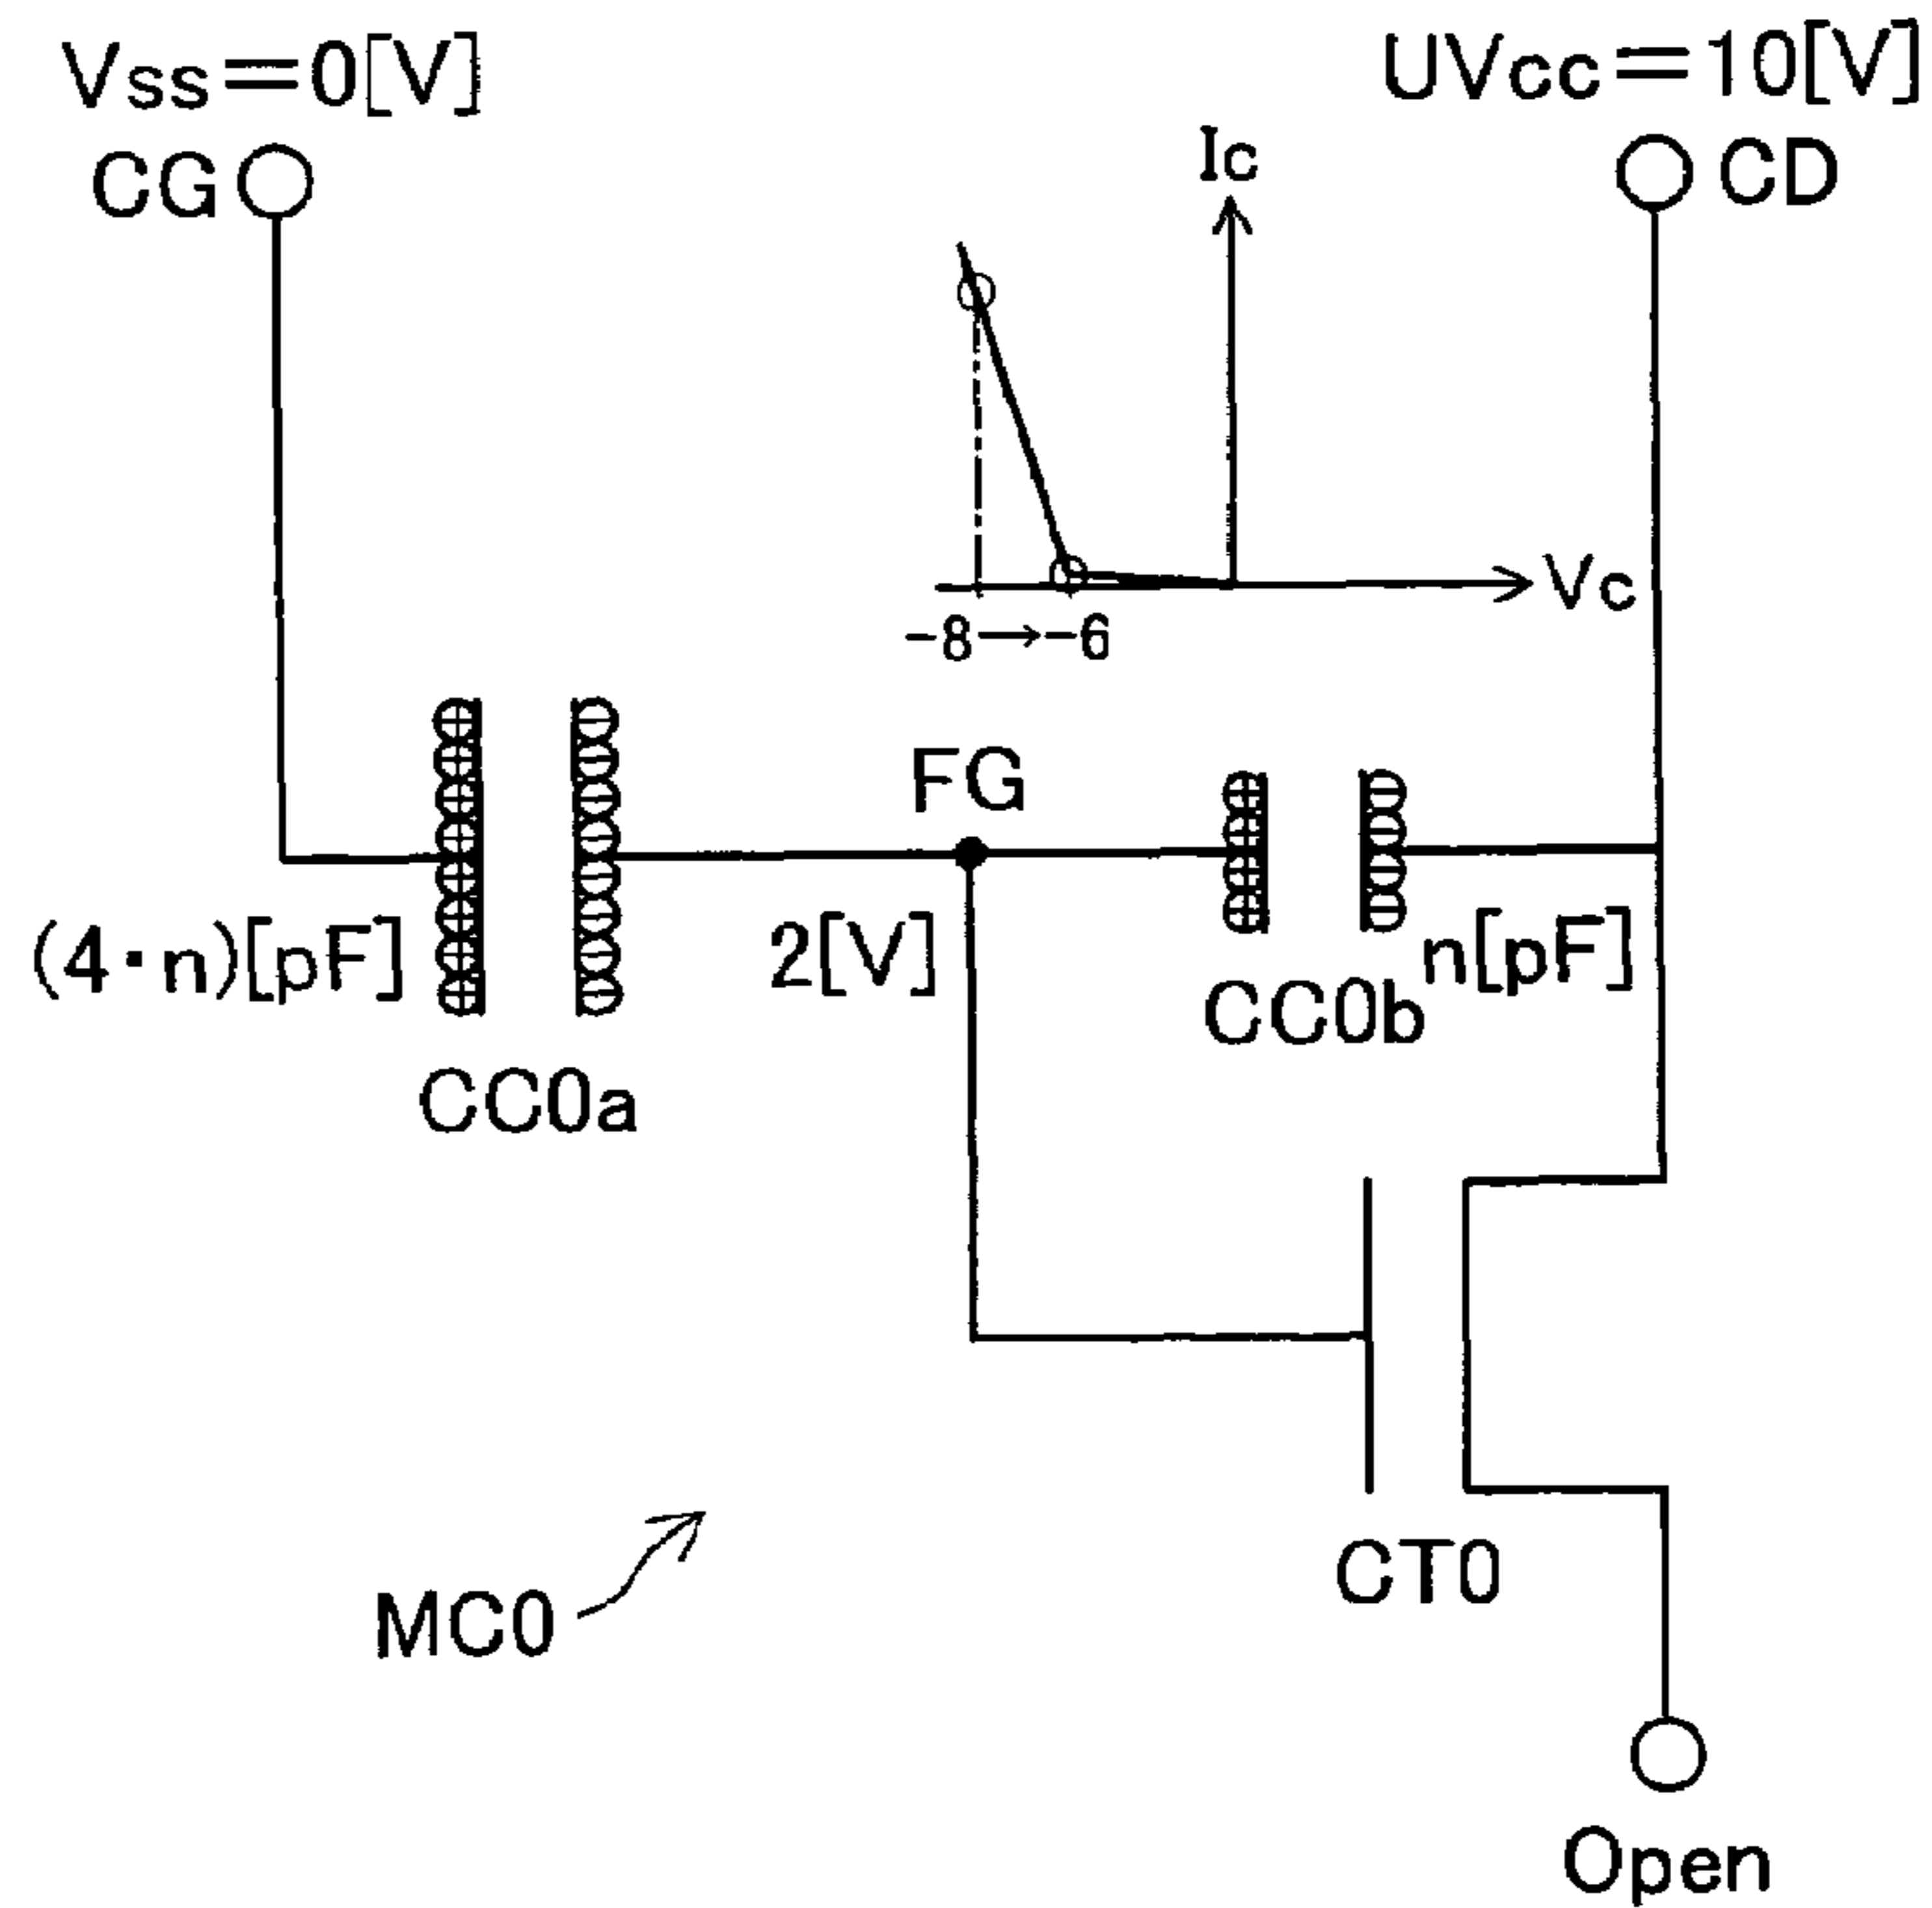 Vss=0[V]
UVcc=10[V]
CG
CD
Ic
Vc
-8→-6
FG
(4・n)[pF]
2[V]
n[pF]
CC0b
CC0a
CT0
MC0
Open